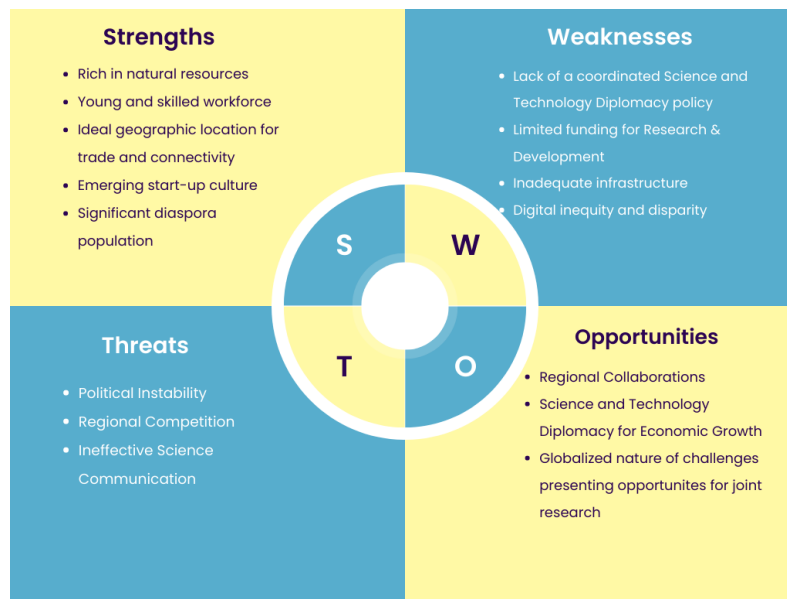 Strengths
• Rich in natural resources
• Young and skilled workforce
• Ideal geographic location for
trade and connectivity
• Emerging start-up culture
• Significant diaspora
population
Weaknesses
• Lack of a coordinated Science and
Technology Diplomacy policy
• Limited funding for Research &
Development
• Inadequate infrastructure
• Digital inequity and disparity
S
W
T
O
Threats
• Political Instability
• Regional Competition
• Ineffective Science
Communication
Opportunities
• Regional Collaborations
• Science and Technology
Diplomacy for Economic Growth
• Globalized nature of challenges
presenting opportunites for joint
research